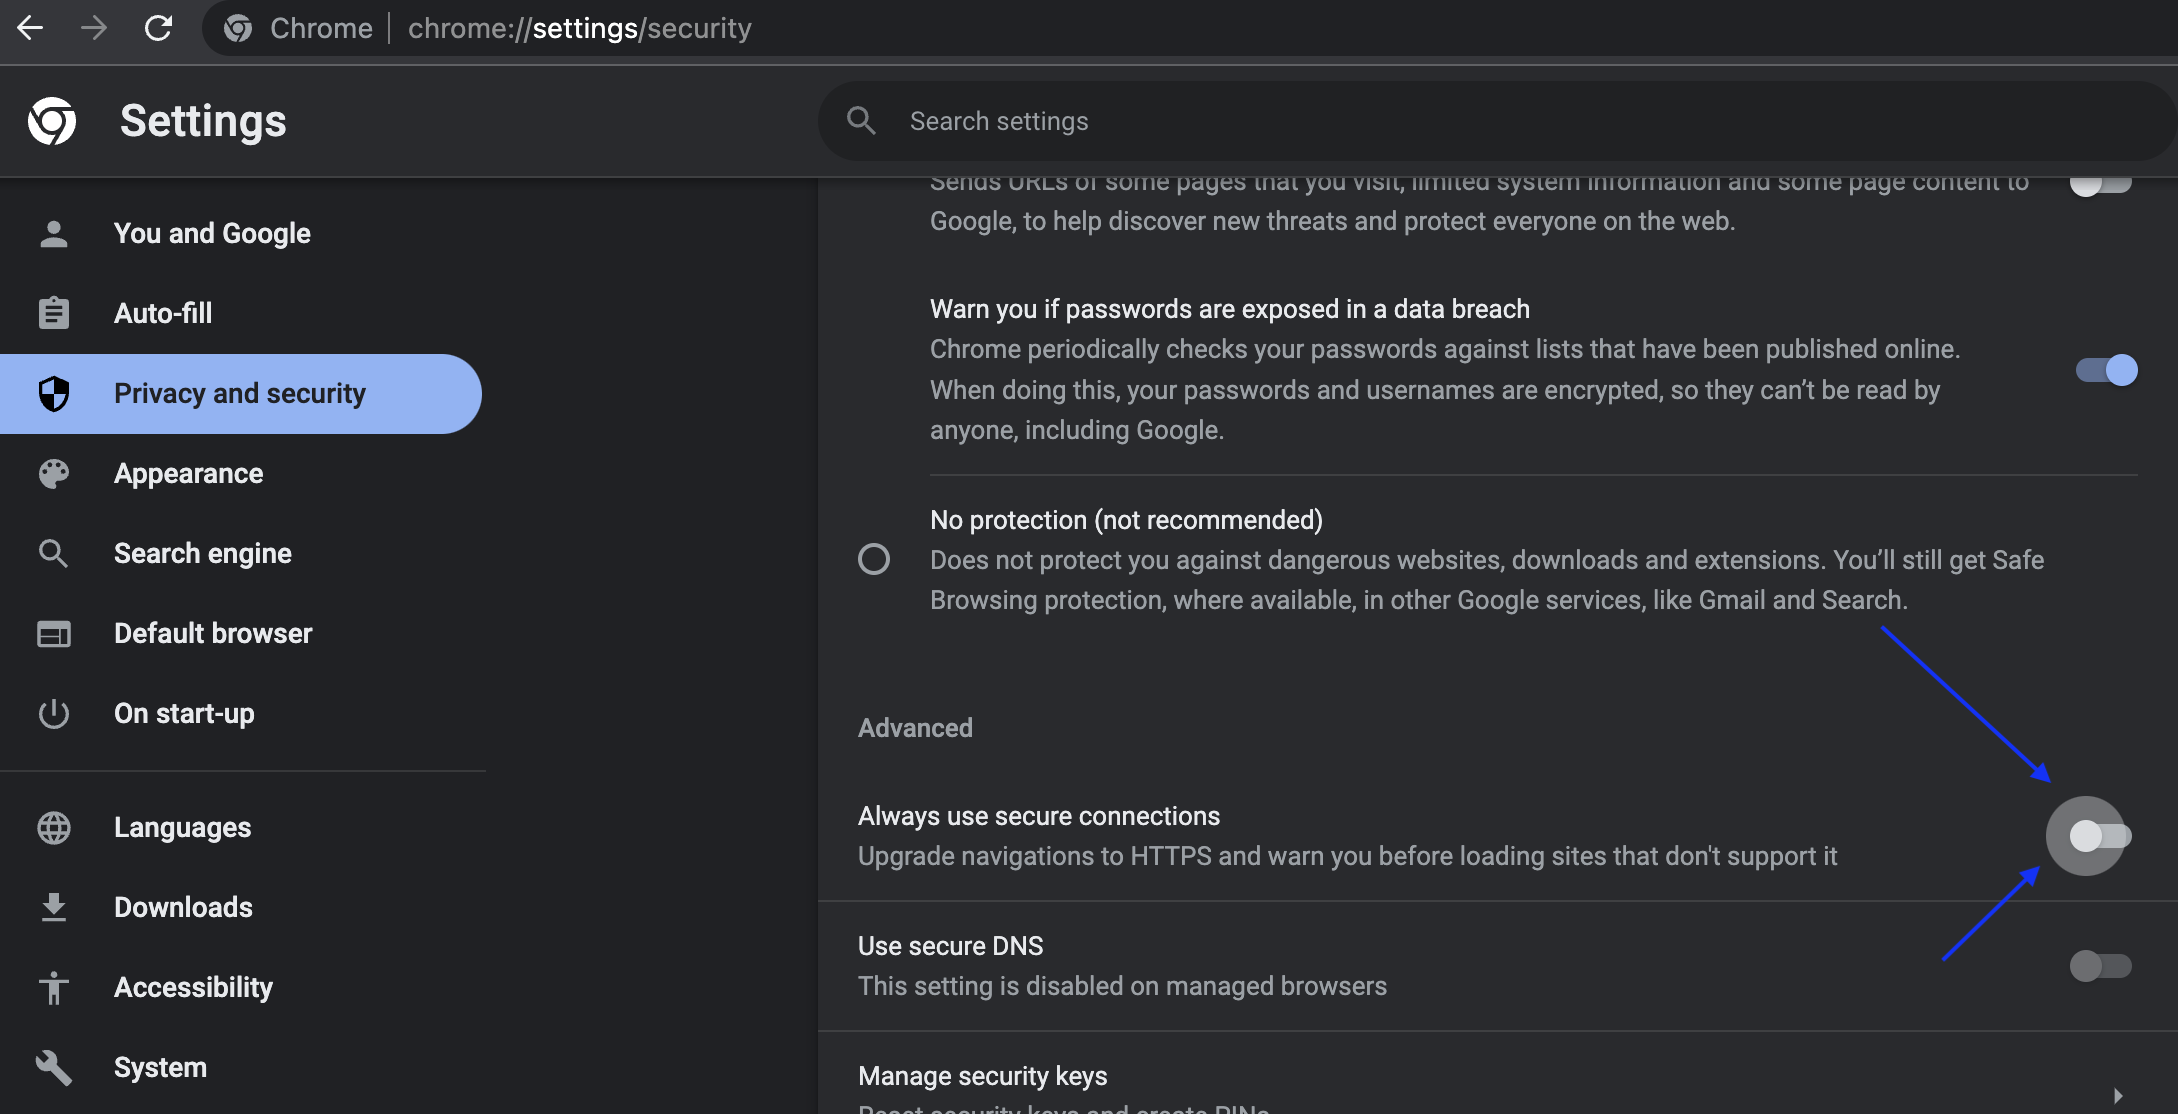 Chrome | chrome://settings/security
Settings
Search settings
You and Google
Auto-fill
Privacy and security
Appearance
Search engine
Default browser
On start-up
Languages
Downloads
Accessibility
System
Sends URLs of some pages that you visit, limited system information and some page content to
Google, to help discover new threats and protect everyone on the web.
Warn you if passwords are exposed in a data breach
Chrome periodically checks your passwords against lists that have been published online.
When doing this, your passwords and usernames are encrypted, so they can’t be read by
anyone, including Google.
No protection (not recommended)
Does not protect you against dangerous websites, downloads and extensions. You’ll still get Safe
Browsing protection, where available, in other Google services, like Gmail and Search.
Advanced
Always use secure connections
Upgrade navigations to HTTPS and warn you before loading sites that don't support it
Use secure DNS
This setting is disabled on managed browsers
Manage security keys
Reset security keys and create PINs